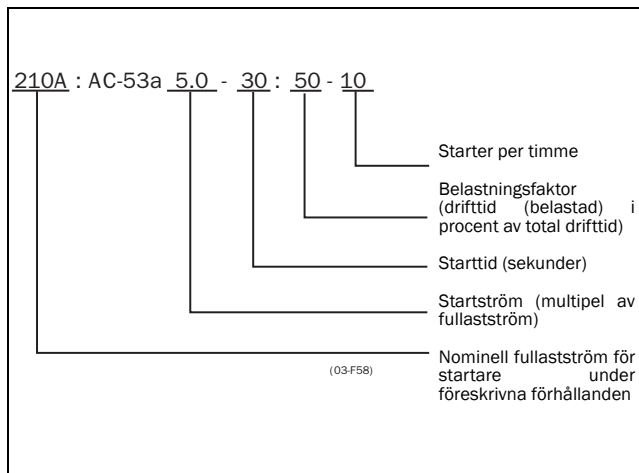 210A : AC-53a 5.0 - 30 : 50 - 10
Starter per timme
Belastningsfaktor
(drifttid (belastad) i
procent av total drifttid)
Starttid (sekunder)
Startström (multipel av
fullastström)
Nominell fullastström för
startare under
föreskrivna förhållanden
(03-F58)